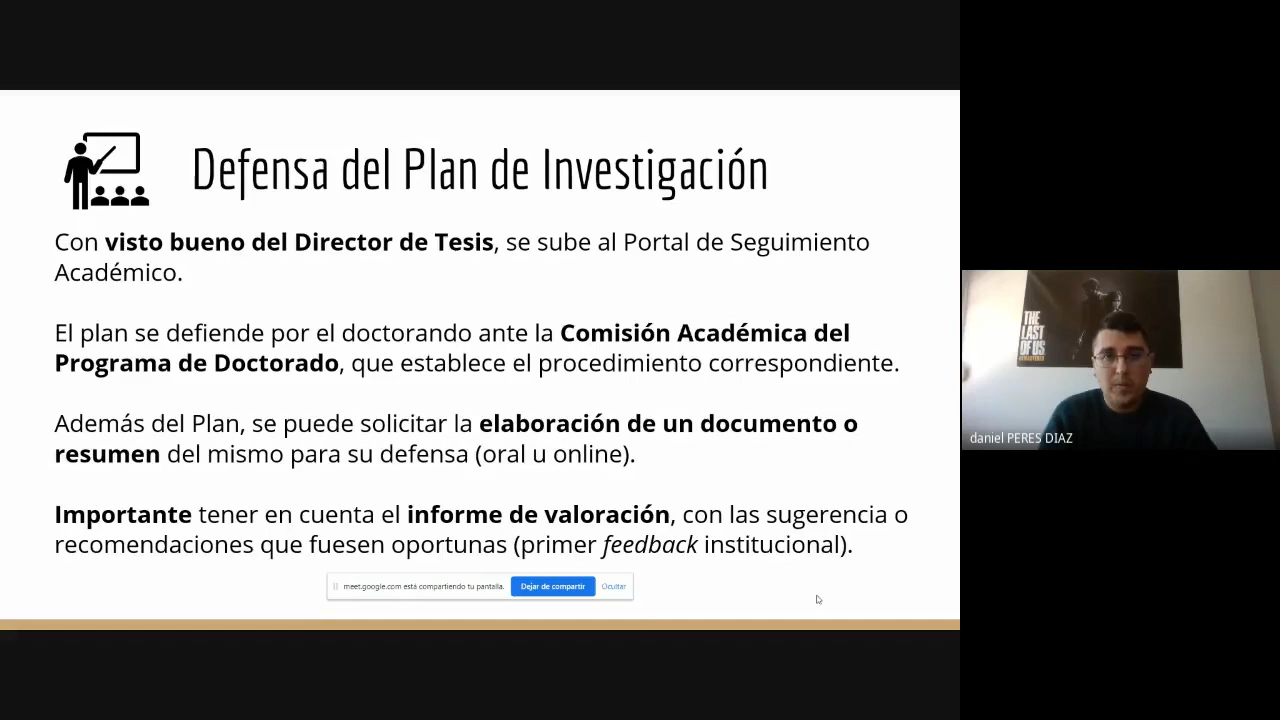 Defensa del Plan de Investigación
Con visto bueno del Director de Tesis, se sube al Portal de Seguimiento
Académico.
El plan se defiende por el doctorando ante la Comisión Académica del
Programa de Doctorado, que establece el procedimiento correspondiente.
Además del Plan, se puede solicitar la elaboración de un documento o
resumen del mismo para su defensa (oral u online).
Importante tener en cuenta el informe de valoración, con las sugerencia o
recomendaciones que fuesen oportunas (primer feedback institucional).
meet.google.com está compartiendo tu pantalla. Dejar de compartir Ocultar
THE
LAST
OF US
daniel PERES DIAZ